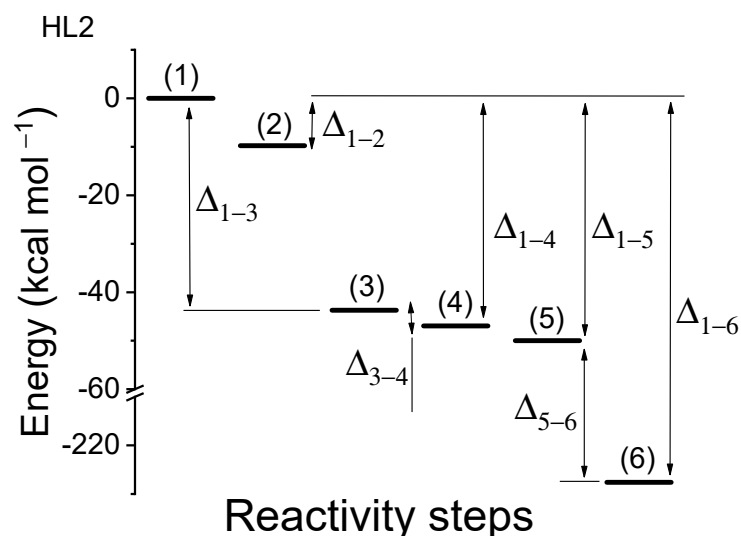 HL2
Energy (kcal mol⁻¹)
0
-20
-40
-60
-220
(1)
(2)
(3)
(4)
(5)
(6)
Δ1–2
Δ1–3
Δ1–4
Δ1–5
Δ1–6
Δ3–4
Δ5–6
Reactivity steps